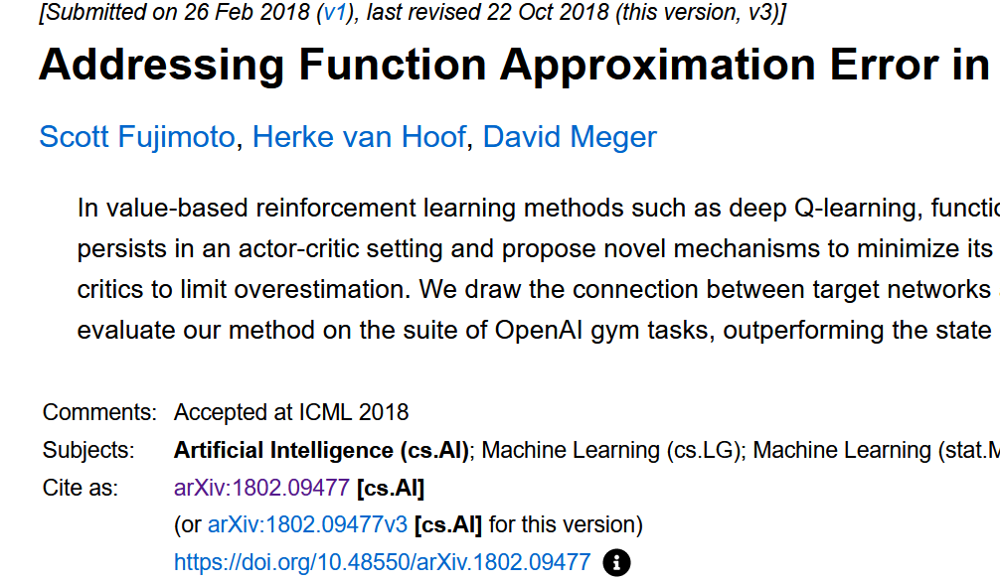 [Submitted on 26 Feb 2018 (v1), last revised 22 Oct 2018 (this version, v3)]
Addressing Function Approximation Error in
Scott Fujimoto, Herke van Hoof, David Meger
In value-based reinforcement learning methods such as deep Q-learning, functio
persists in an actor-critic setting and propose novel mechanisms to minimize its
critics to limit overestimation. We draw the connection between target networks
evaluate our method on the suite of OpenAI gym tasks, outperforming the state
Comments: Accepted at ICML 2018
Subjects: Artificial Intelligence (cs.AI); Machine Learning (cs.LG); Machine Learning (stat.M
Cite as: arXiv:1802.09477 [cs.AI]
(or arXiv:1802.09477v3 [cs.AI] for this version)
https://doi.org/10.48550/arXiv.1802.09477